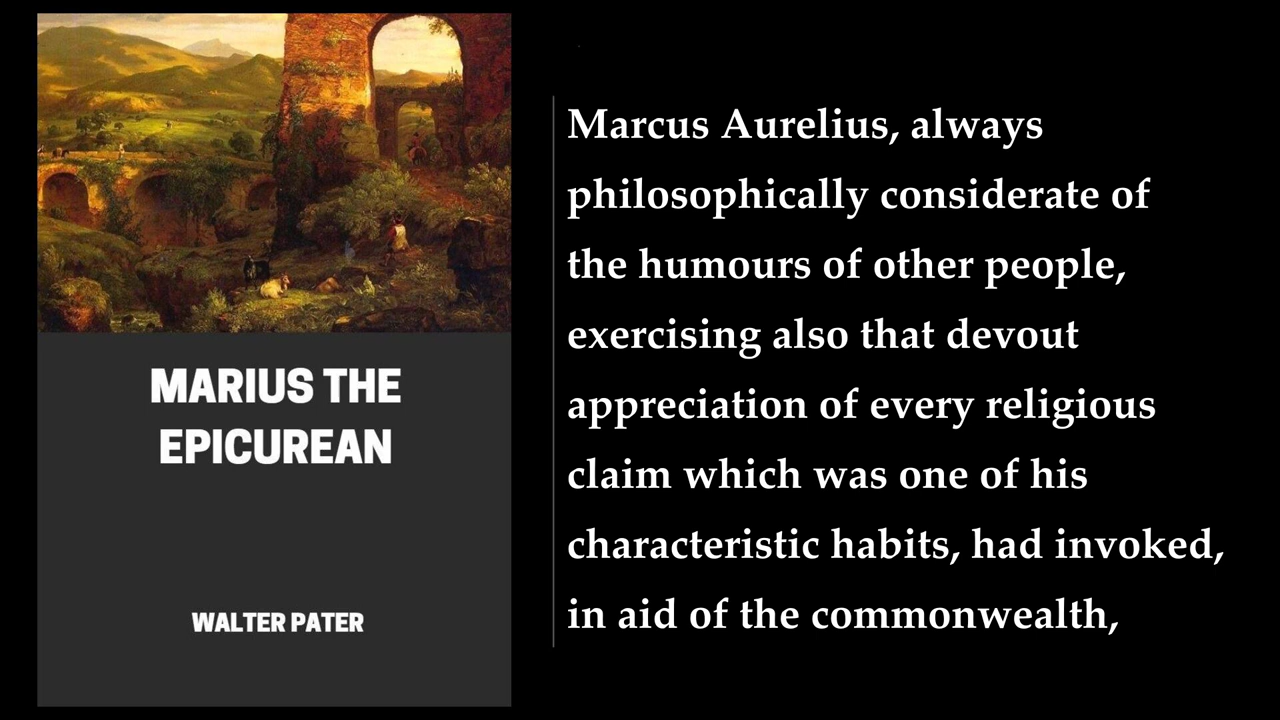 MARIUS THE
EPICUREAN
WALTER PATER
Marcus Aurelius, always
philosophically considerate of
the humours of other people,
exercising also that devout
appreciation of every religious
claim which was one of his
characteristic habits, had invoked,
in aid of the commonwealth,